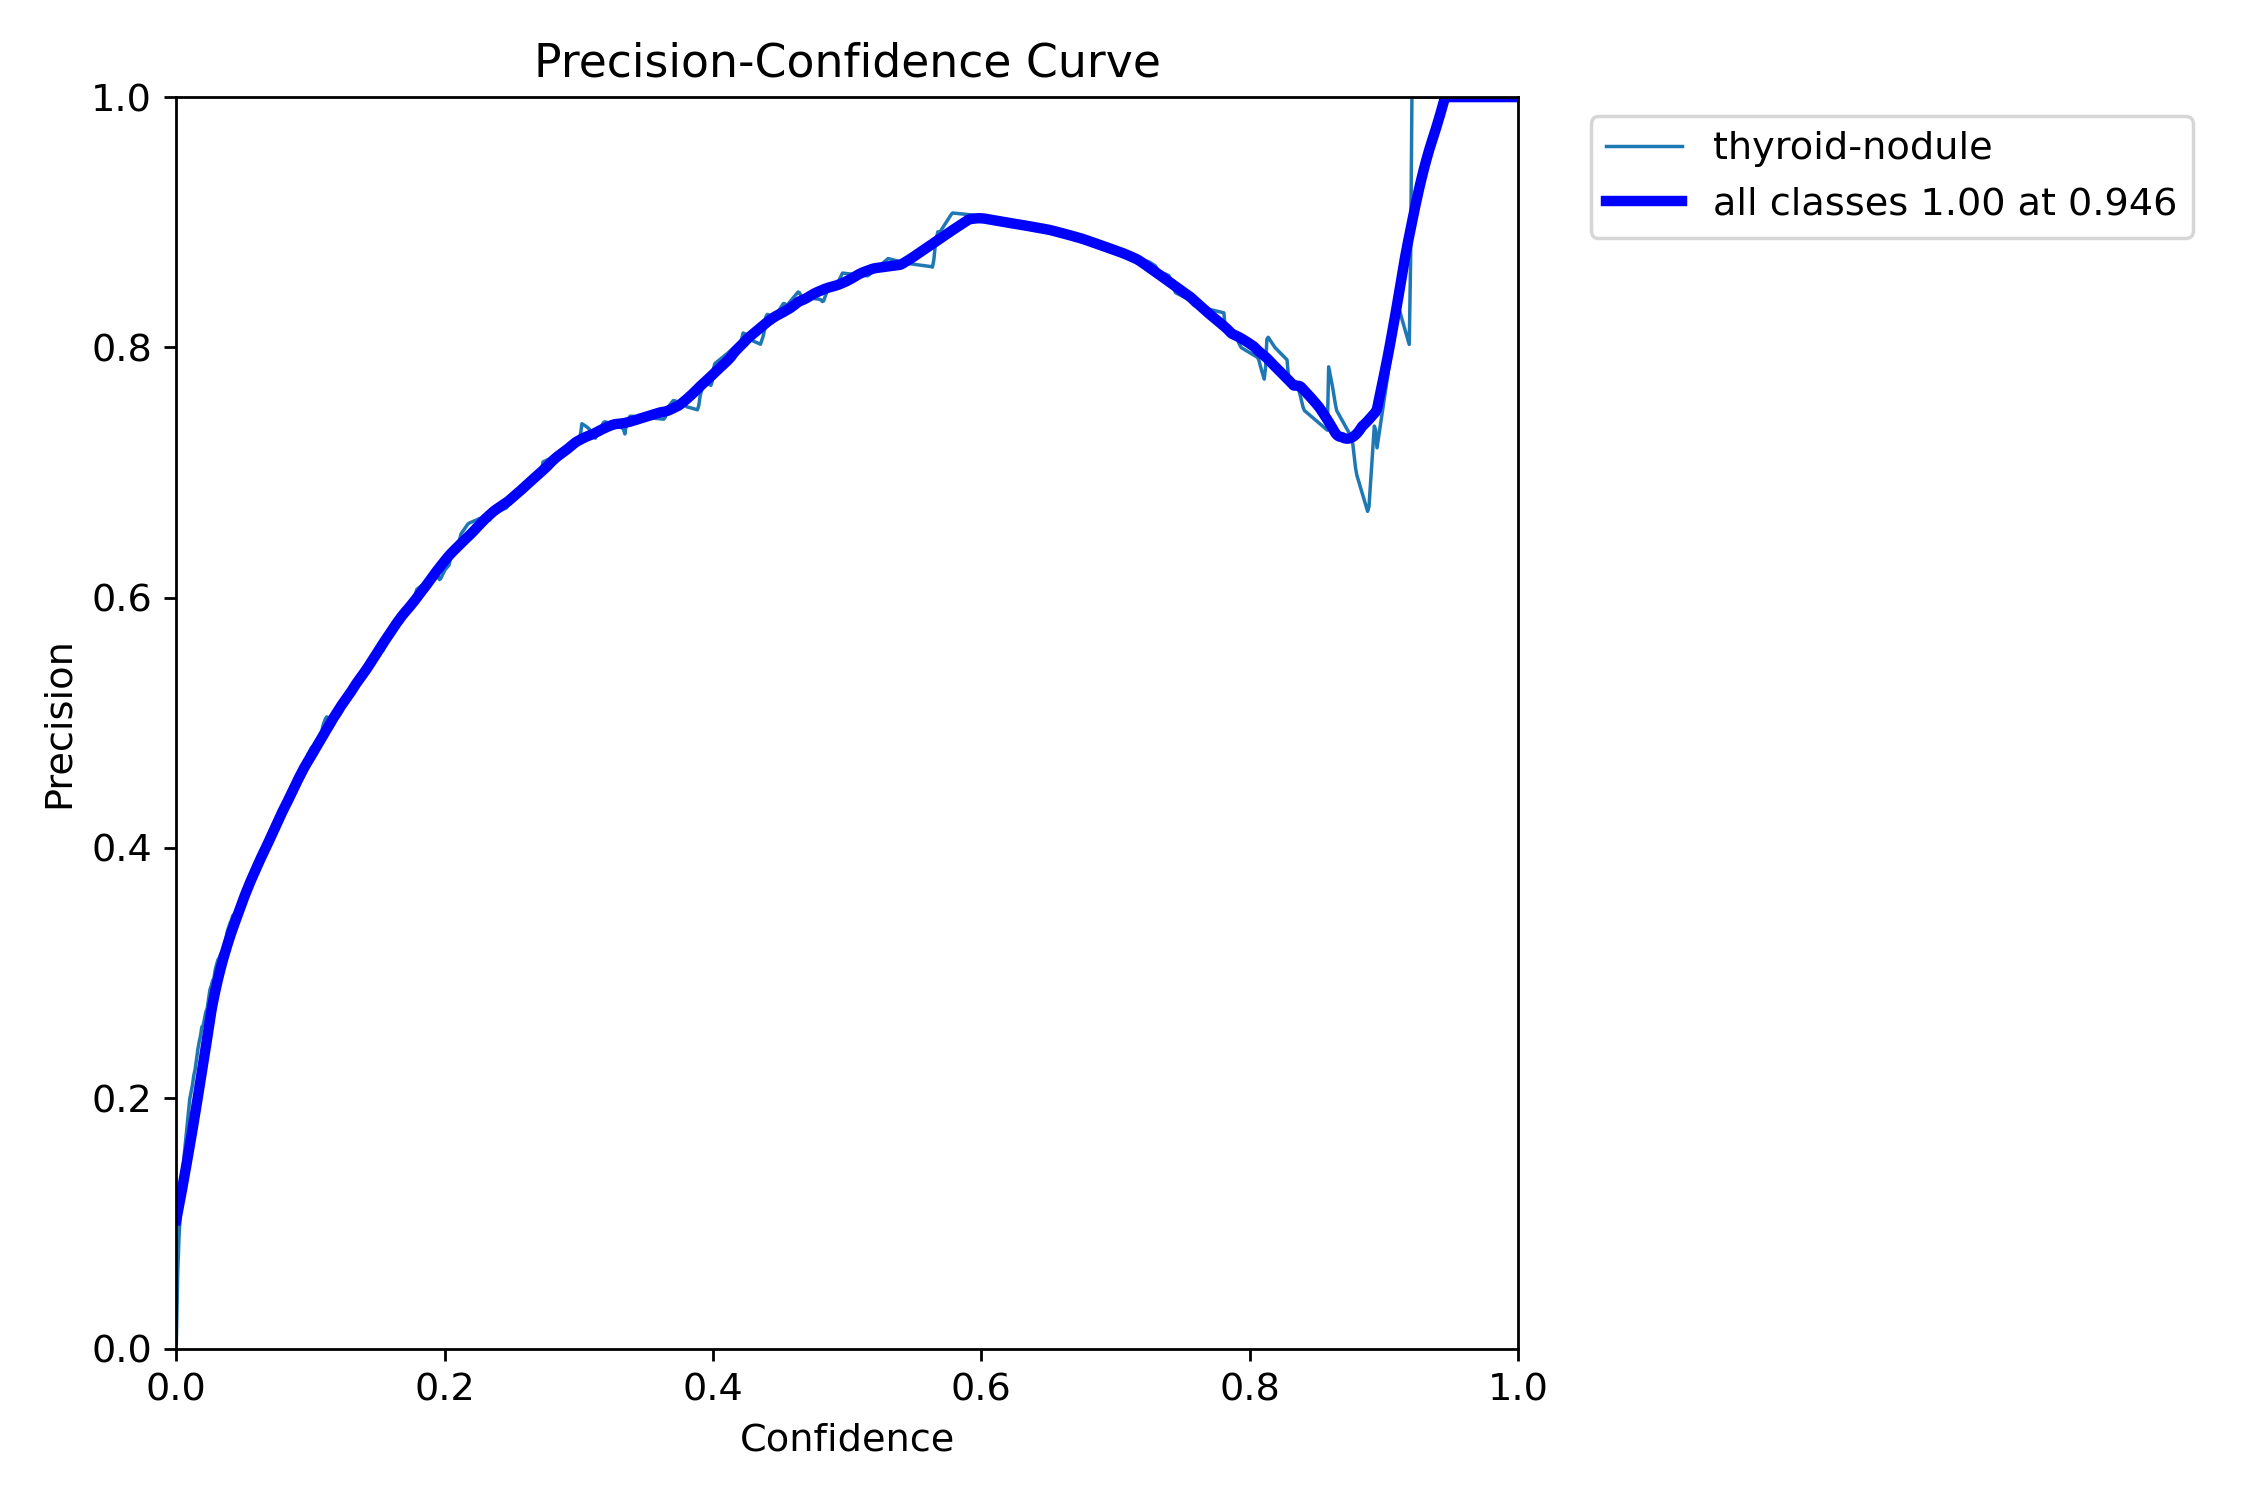 Precision-Confidence Curve
1.0
0.8
0.6
0.4
0.2
0.0
Precision
0.0 0.2 0.4 0.6 0.8 1.0
Confidence
thyroid-nodule
all classes 1.00 at 0.946